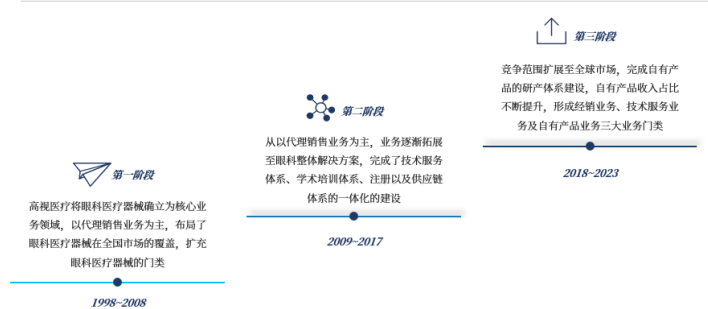 第一阶段
高视医疗将眼科医疗器械确立为核心业
务领域，以代理销售业务为主，布局了
眼科医疗器械在全国市场的覆盖，扩充
眼科医疗器械的门类
1998~2008
第二阶段
从以代理销售业务为主，业务逐渐拓展
至眼科整体解决方案，完成了技术服务
体系、学术培训体系、注册以及供应链
体系的一体化的建设
2009~2017
第三阶段
竞争范围扩展至全球市场，完成自有产
品的研产体系建设，自有产品收入占比
不断提升，形成经销业务、技术服务业
务及自有产品业务三大业务门类
2018~2023